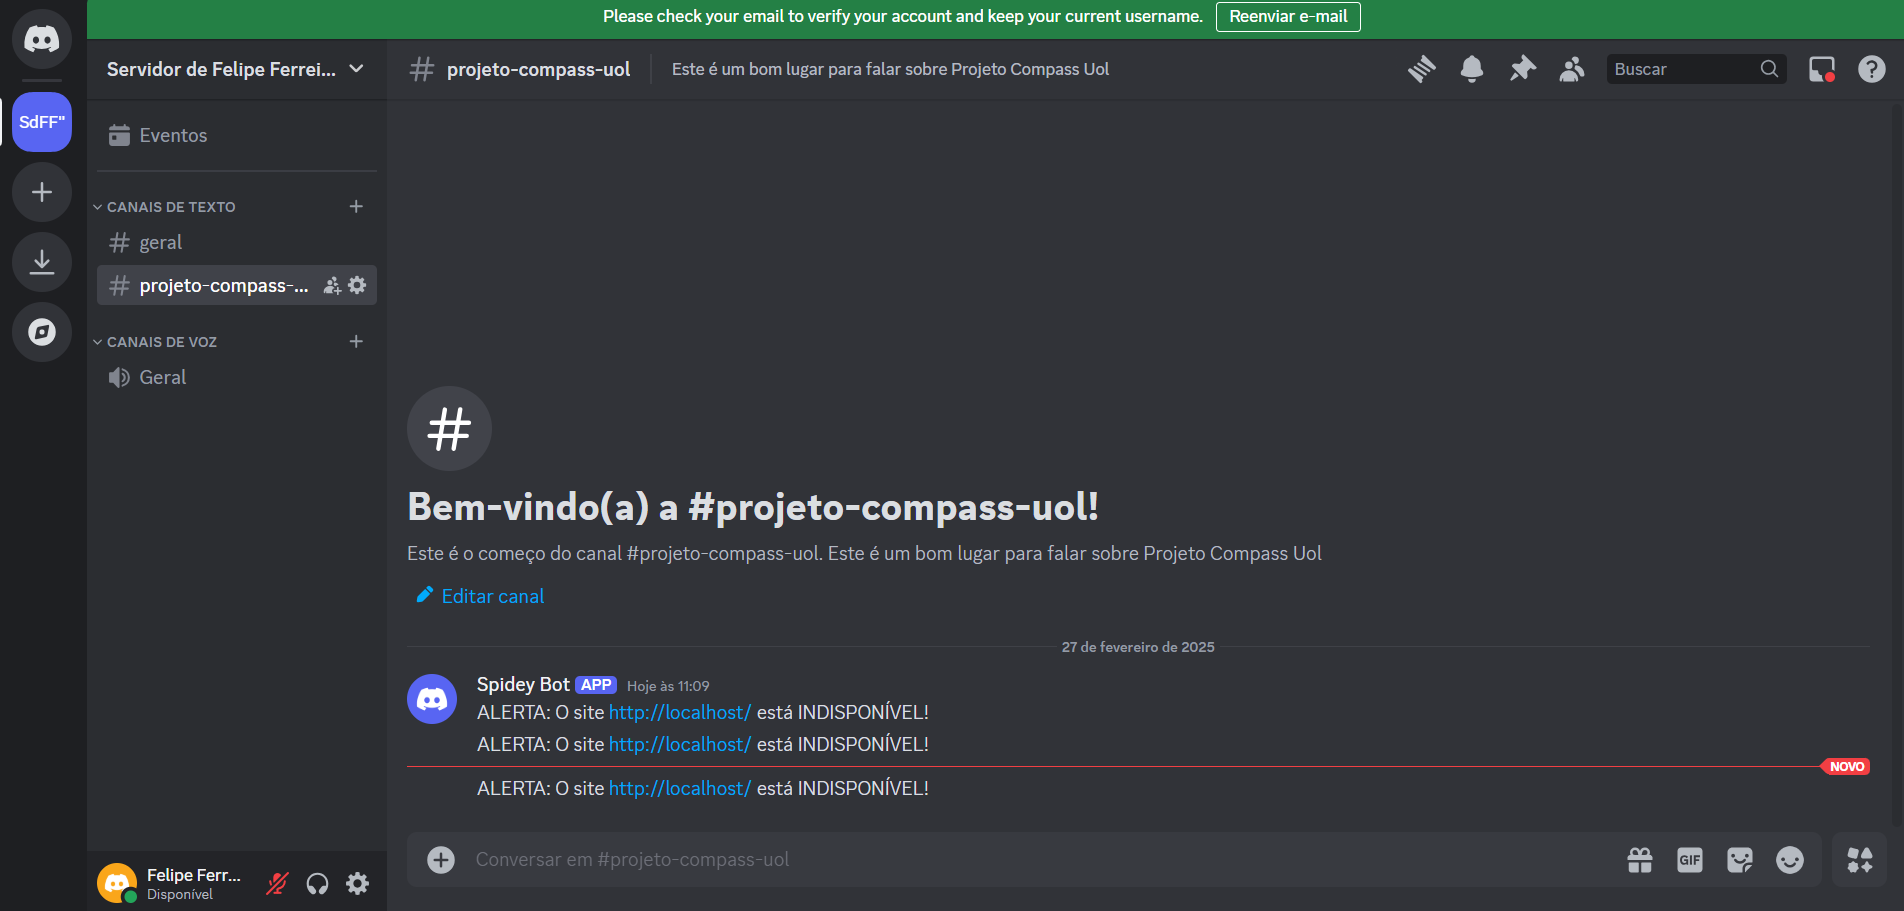 Please check your email to verify your account and keep your current username. Reenviar e-mail
SdFF"
Servidor de Felipe Ferrei...
Eventos
CANAIS DE TEXTO
geral
projeto-compass-...
CANAIS DE VOZ
Geral
Felipe Ferr...
Disponível
projeto-compass-uol
Este é um bom lugar para falar sobre Projeto Compass Uol
Buscar
Bem-vindo(a) a #projeto-compass-uol!
Este é o começo do canal #projeto-compass-uol. Este é um bom lugar para falar sobre Projeto Compass Uol
Editar canal
27 de fevereiro de 2025
Spidey Bot APP Hoje às 11:09
ALERTA: O site http://localhost/ está INDISPONÍVEL!
ALERTA: O site http://localhost/ está INDISPONÍVEL!
NOVO
ALERTA: O site http://localhost/ está INDISPONÍVEL!
Conversar em #projeto-compass-uol
GIF